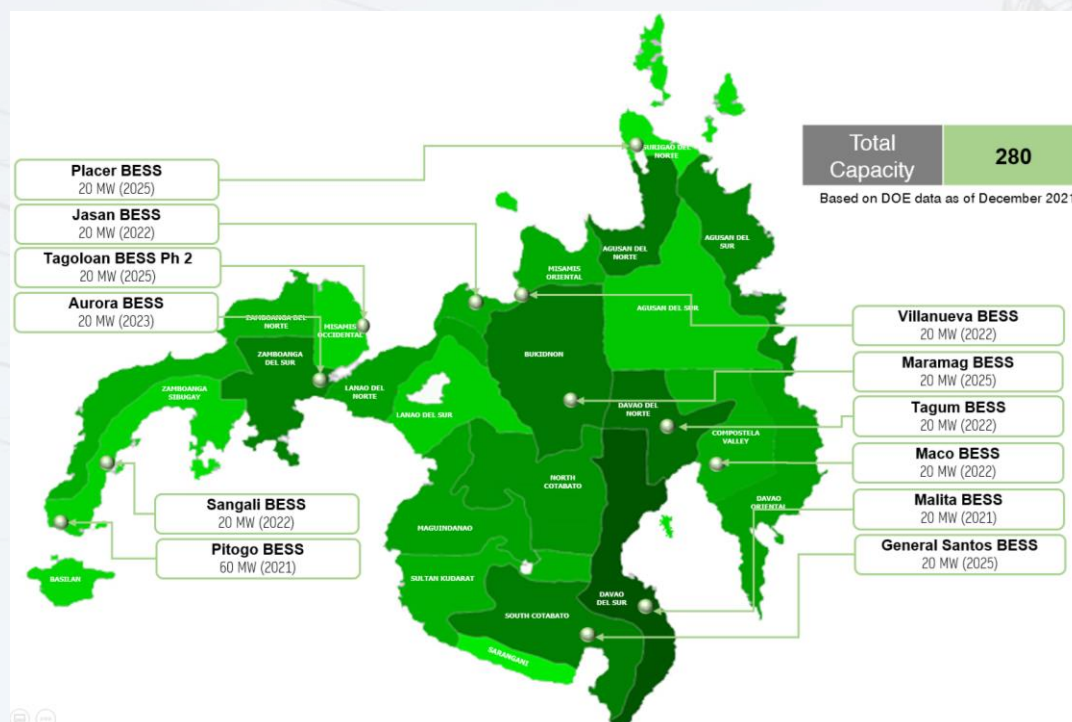 Total
Capacity
280
Based on DOE data as of December 2021
Placer BESS
20 MW (2025)
Jasan BESS
20 MW (2022)
Tagoloan BESS Ph 2
20 MW (2025)
Aurora BESS
20 MW (2023)
Sangali BESS
20 MW (2022)
Pitogo BESS
60 MW (2021)
Villanueva BESS
20 MW (2022)
Maramag BESS
20 MW (2025)
Tagum BESS
20 MW (2022)
Maco BESS
20 MW (2022)
Malita BESS
20 MW (2021)
General Santos BESS
20 MW (2025)
SURIGAO DEL
NORTE
AGUSAN DEL
NORTE
AGUSAN DEL
SUR
MISAMIS
ORIENTAL
AGUSAN DEL SUR
ZAMBOANGA DEL
NORTE
MISAMIS
OCCIDENTAL
ZAMBOANGA
DEL SUR
ZAMBOANGA
SIBUGAY
LANAO DEL
NORTE
LANAO DEL SUR
BUKIDNON
DAVAO DEL
NORTE
COMPOSTELA
VALLEY
NORTH
COTABATO
DAVAO
ORIENTAL
MAGUINDANAO
SULTAN KUDARAT
SOUTH COTABATO
DAVAO
DEL SUR
SARANGANI
BASILAN